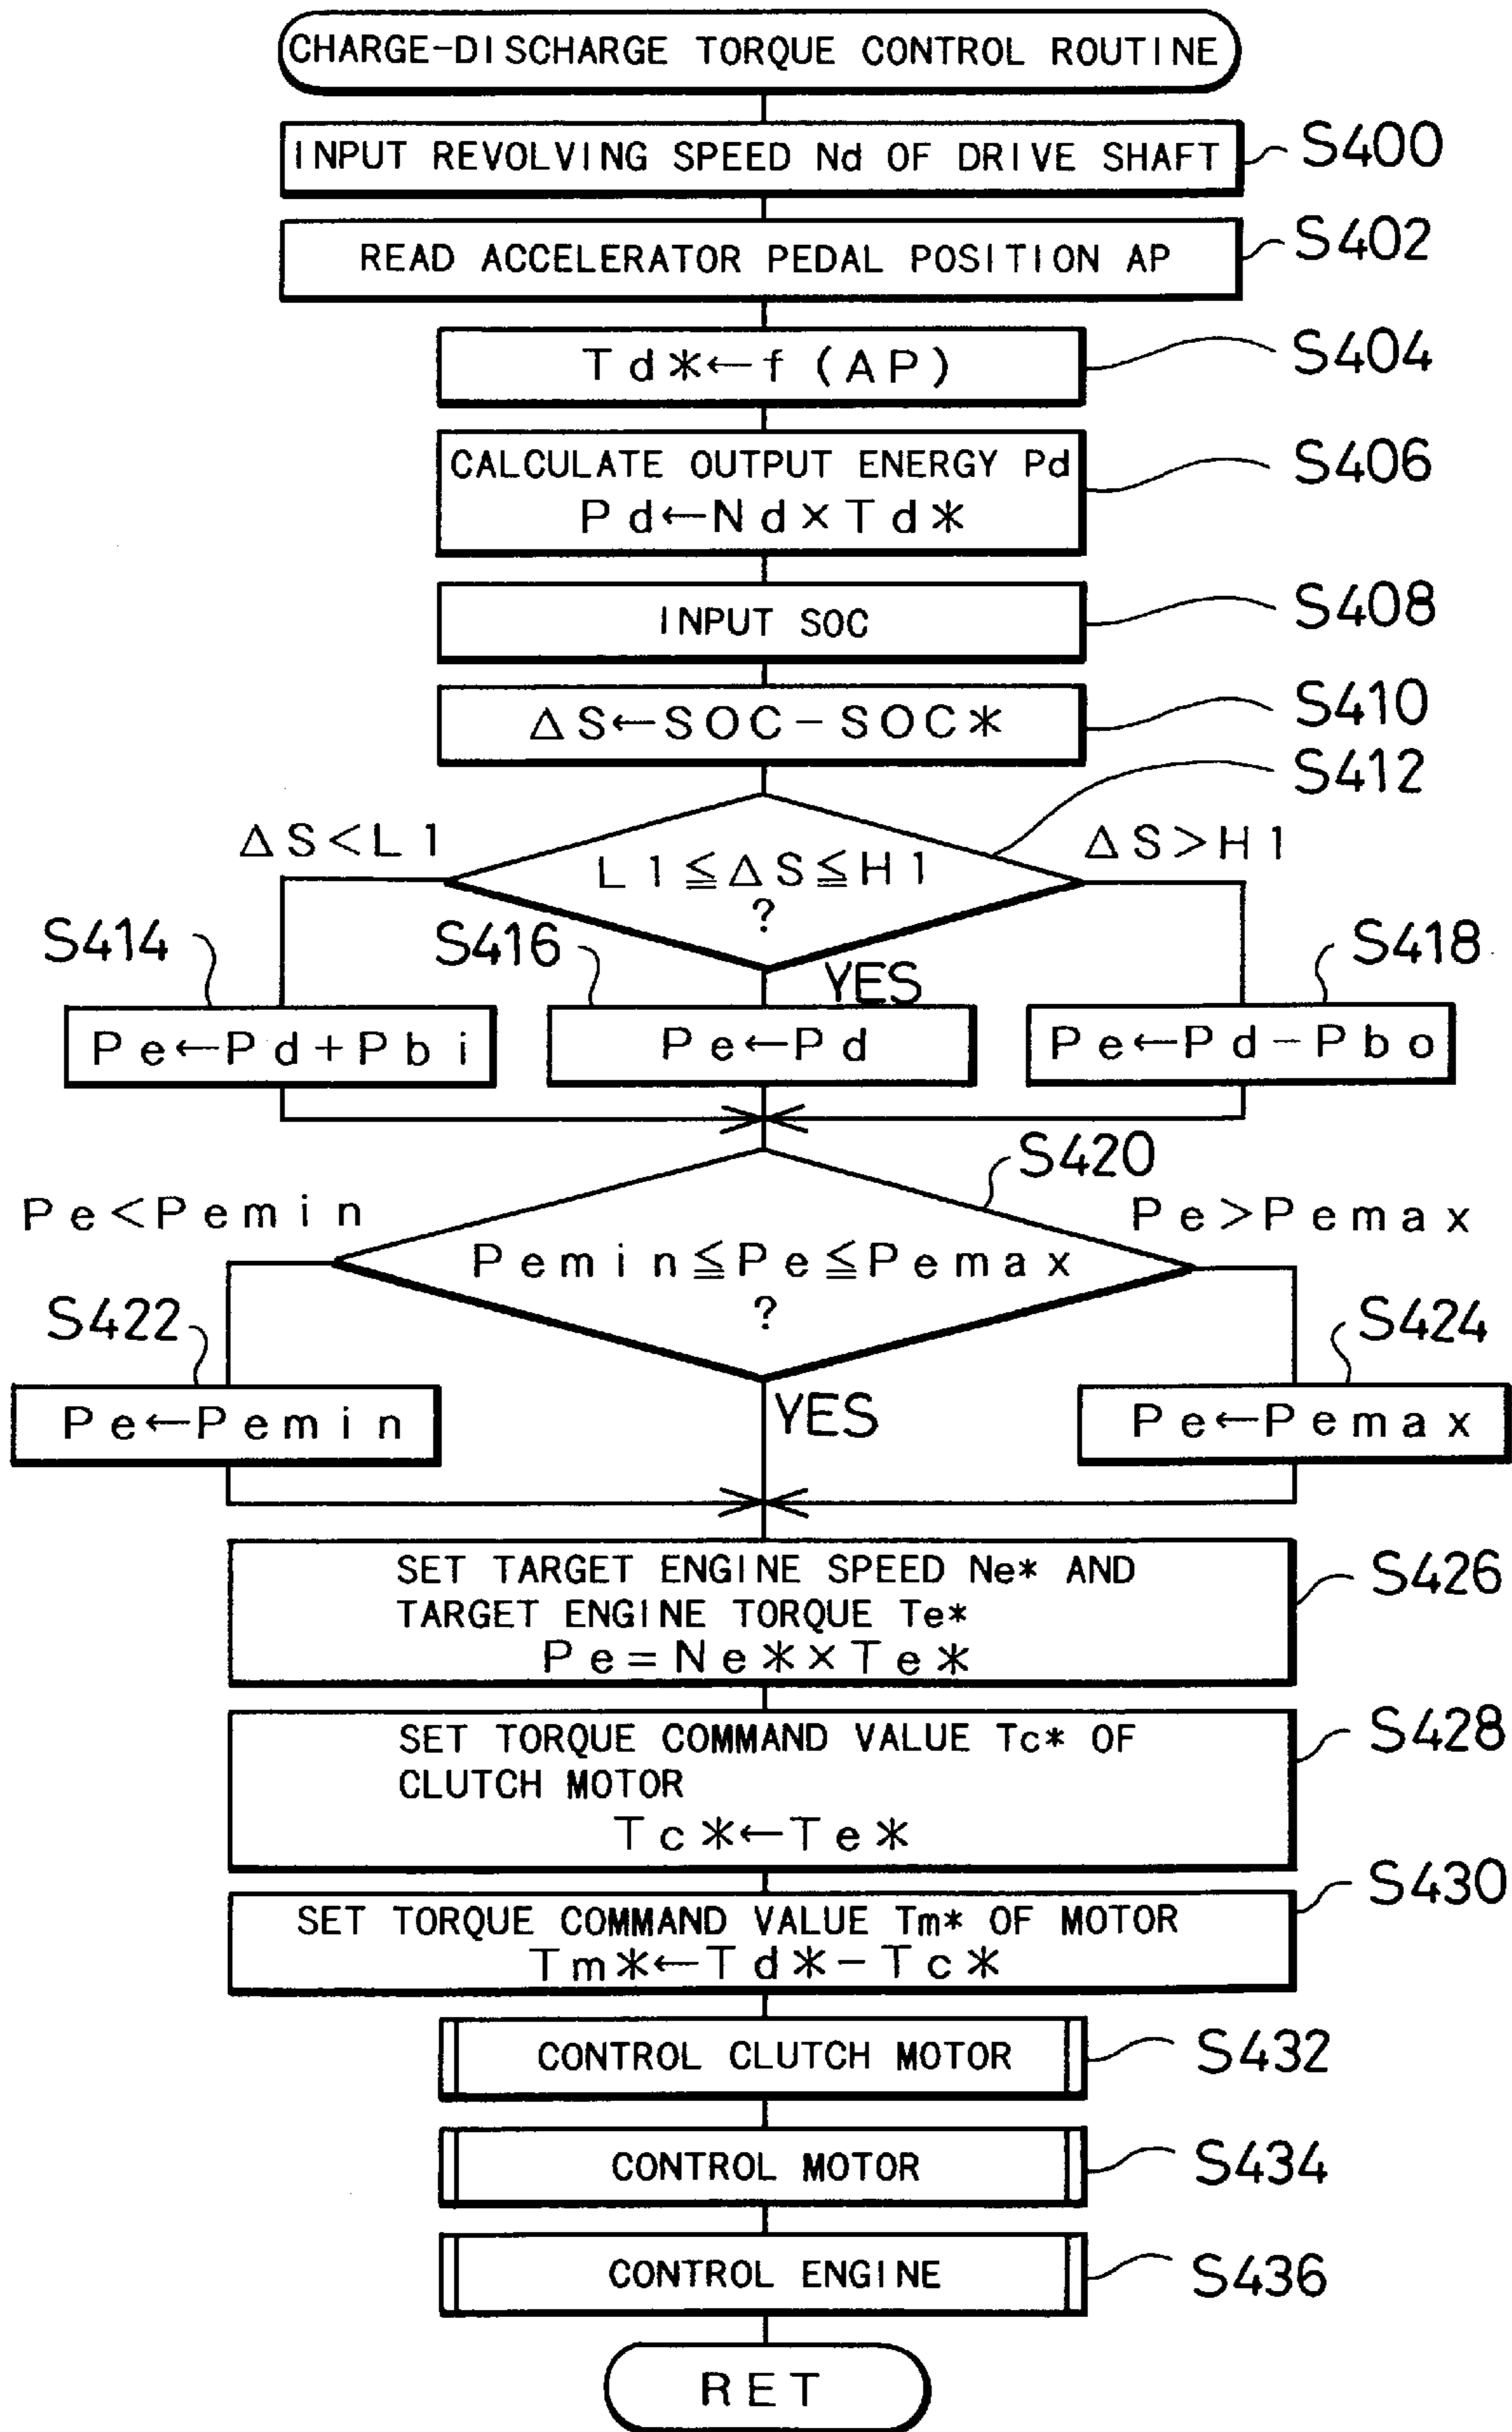 CHARGE-DISCHARGE TORQUE CONTROL ROUTINE
INPUT REVOLVING SPEED Nd OF DRIVE SHAFT
S400
READ ACCELERATOR PEDAL POSITION AP
S402
Td*←f(AP)
S404
CALCULATE OUTPUT ENERGY Pd
Pd←Nd×Td*
S406
INPUT SOC
S408
ΔS←SOC-SOC*
S410
S412
ΔS<L1
L1≦ΔS≦H1
?
ΔS>H1
S414
S416
YES
S418
Pe←Pd+Pbi
Pe←Pd
Pe←Pd-Pbo
S420
Pe<Pemin
Pemin≦Pe≦Pemax
?
Pe>Pemax
S422
S424
Pe←Pemin
YES
Pe←Pemax
SET TARGET ENGINE SPEED Ne* AND
TARGET ENGINE TORQUE Te*
Pe=Ne*×Te*
S426
SET TORQUE COMMAND VALUE Tc* OF
CLUTCH MOTOR
Tc*←Te*
S428
SET TORQUE COMMAND VALUE Tm* OF MOTOR
Tm*←Td*-Tc*
S430
CONTROL CLUTCH MOTOR
S432
CONTROL MOTOR
S434
CONTROL ENGINE
S436
RET